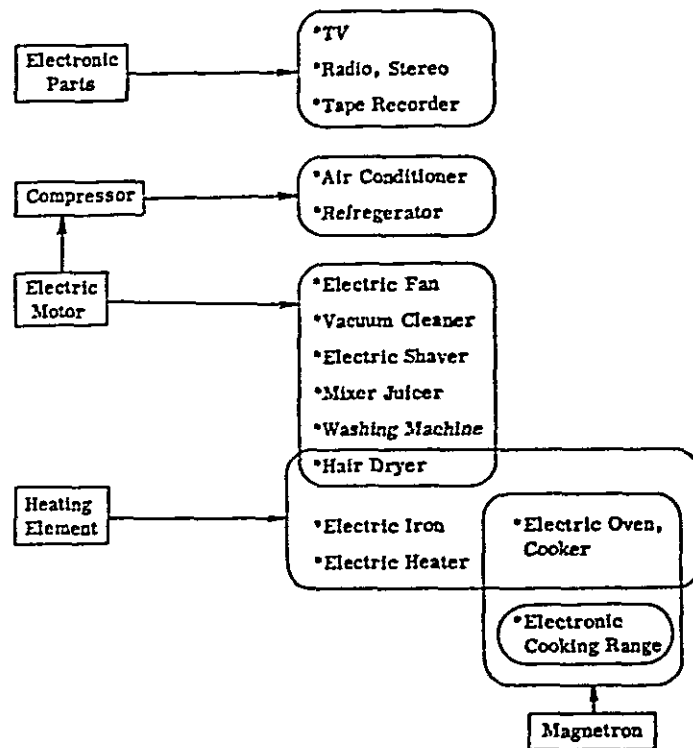 Electronic
Parts
*TV
*Radio, Stereo
*Tape Recorder
Compressor
*Air Conditioner
*Refregerator
Electric
Motor
*Electric Fan
*Vacuum Cleaner
*Electric Shaver
*Mixer Juicer
*Washing Machine
*Hair Dryer
Heating
Element
*Electric Iron
*Electric Heater
*Electric Oven,
Cooker
*Electronic
Cooking Range
Magnetron